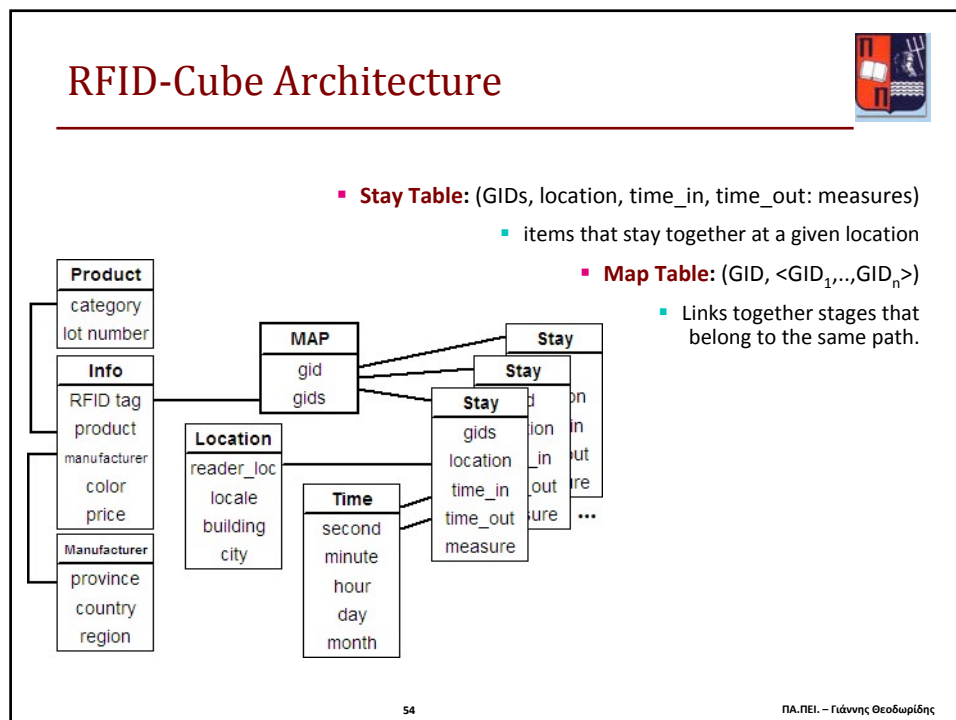 RFID-Cube Architecture
▪ Stay Table: (GIDs, location, time_in, time_out: measures)
▪ items that stay together at a given location
▪ Map Table: (GID, <GID1,..,GIDn>)
▪ Links together stages that
belong to the same path.
Product
category
lot number
Info
RFID tag
product
manufacturer
color
price
Manufacturer
province
country
region
MAP
gid
gids
Location
reader_loc
locale
building
city
Time
second
minute
hour
day
month
Stay
gids
location
time_in
time_out
measure
Stay
Stay
...
54
ΠΑ.ΠΕΙ. – Γιάννης Θεοδωρίδης